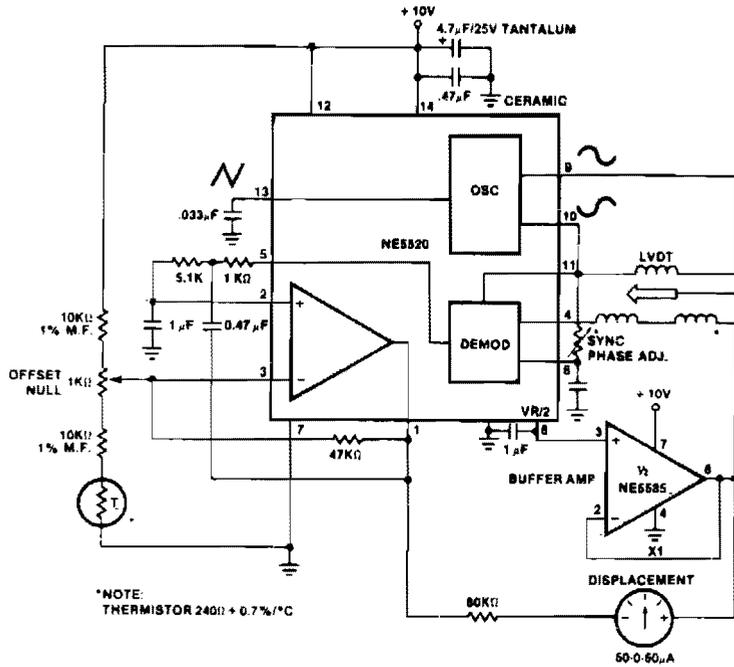 + 10V
4.7µF/25V TANTALUM
+
.47µF
CERAMIC
12
14
OSC
9
13
.033µF
10
NE5520
5
5.1K
1 KΩ
11
LVDT
2
+
4
10KΩ
1% M.F.
1µF
0.47µF
DEMOD
SYNC
PHASE ADJ.
OFFSET
NULL
1KΩ
3
−
6
+ 10V
VR/2
7
1
8
10KΩ
1% M.F.
47KΩ
1µF
3
+
7
BUFFER AMP
½
NE5535
6
T
2
−
4
X1
DISPLACEMENT
*NOTE:
THERMISTOR 240Ω + 0.7%/°C
80KΩ
−
+
50-0-50µA